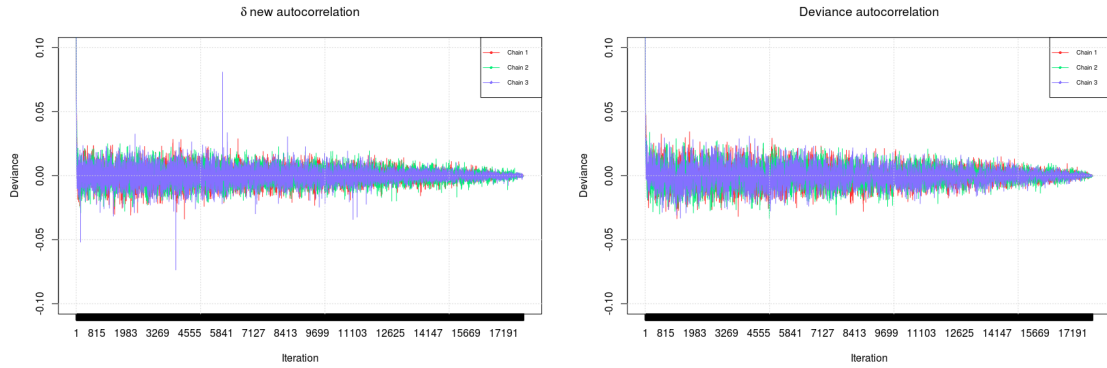 δ new autocorrelation
0.10
0.05
0.00
-0.05
-0.10
Deviance
Chain 1
Chain 2
Chain 3
1 815 1983 3269 4555 5841 7127 8413 9699 11103 12625 14147 15669 17191
Iteration
Deviance autocorrelation
0.10
0.05
0.00
-0.05
-0.10
Deviance
Chain 1
Chain 2
Chain 3
1 815 1983 3269 4555 5841 7127 8413 9699 11103 12625 14147 15669 17191
Iteration